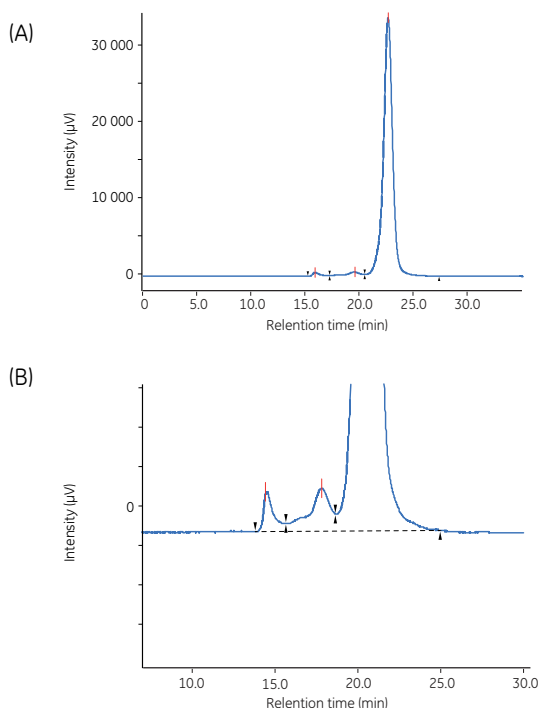 (A)
30 000
20 000
10 000
0
Intensity (µV)
0 5.0 10.0 15.0 20.0 25.0 30.0
Relention time (min)
(B)
0
Intensity (µV)
10.0 15.0 20.0 25.0 30.0
Relention time (min)